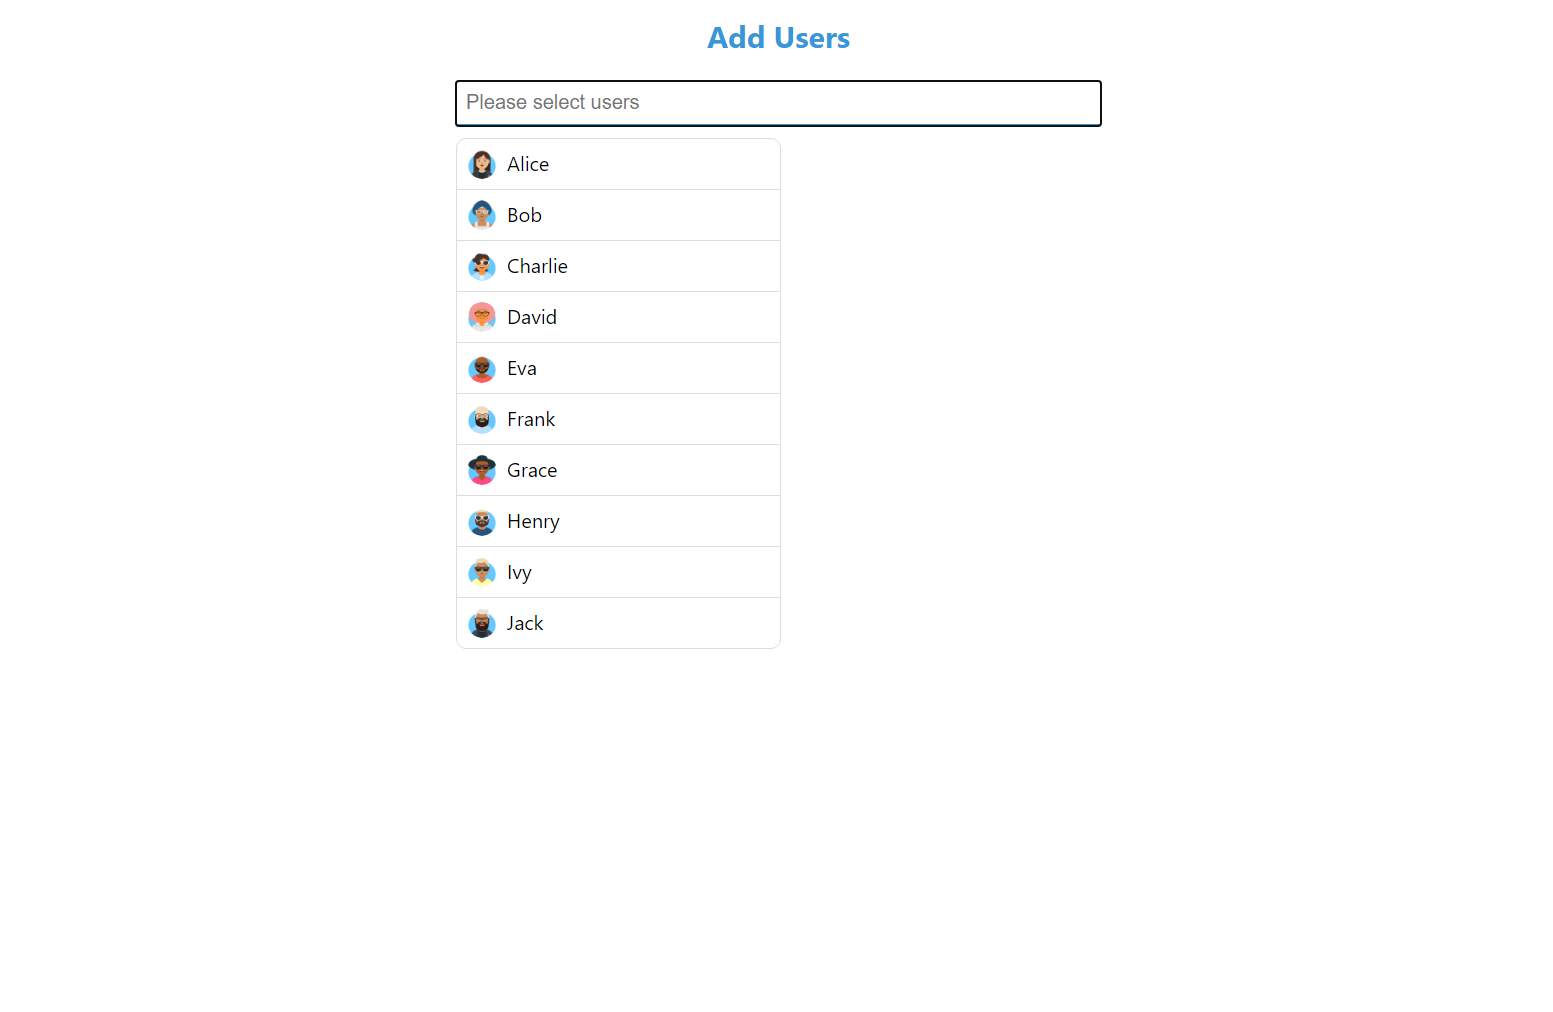 Add Users
Please select users
Alice
Bob
Charlie
David
Eva
Frank
Grace
Henry
Ivy
Jack